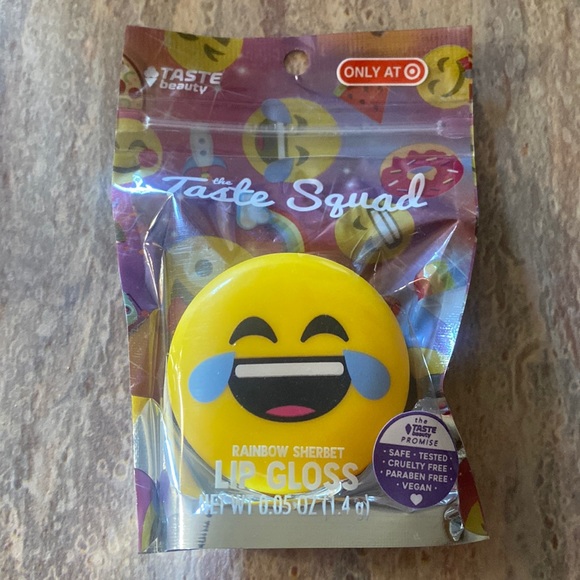 TASTE
beauty
ONLY AT
the
Taste Squad
RAINBOW SHERBET
LIP GLOSS
NET WT 0.05 OZ (1.4 g)
the
TASTE
beauty
PROMISE
• SAFE • TESTED •
• CRUELTY FREE •
• PARABEN FREE •
• VEGAN •